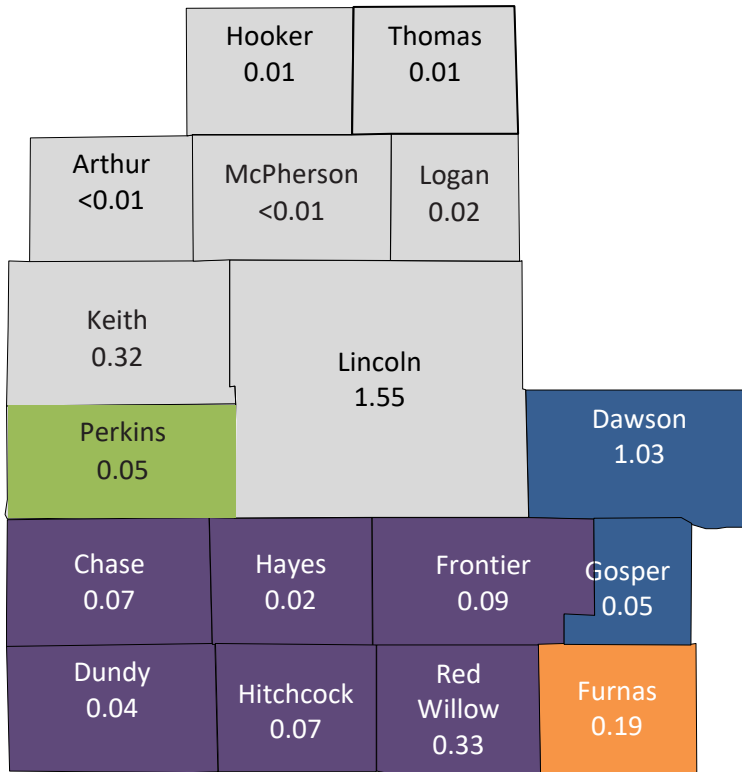 Hooker
0.01
Thomas
0.01
Arthur
<0.01
McPherson
<0.01
Logan
0.02
Keith
0.32
Lincoln
1.55
Perkins
0.05
Dawson
1.03
Chase
0.07
Hayes
0.02
Frontier
0.09
Gosper
0.05
Dundy
0.04
Hitchcock
0.07
Red
Willow
0.33
Furnas
0.19